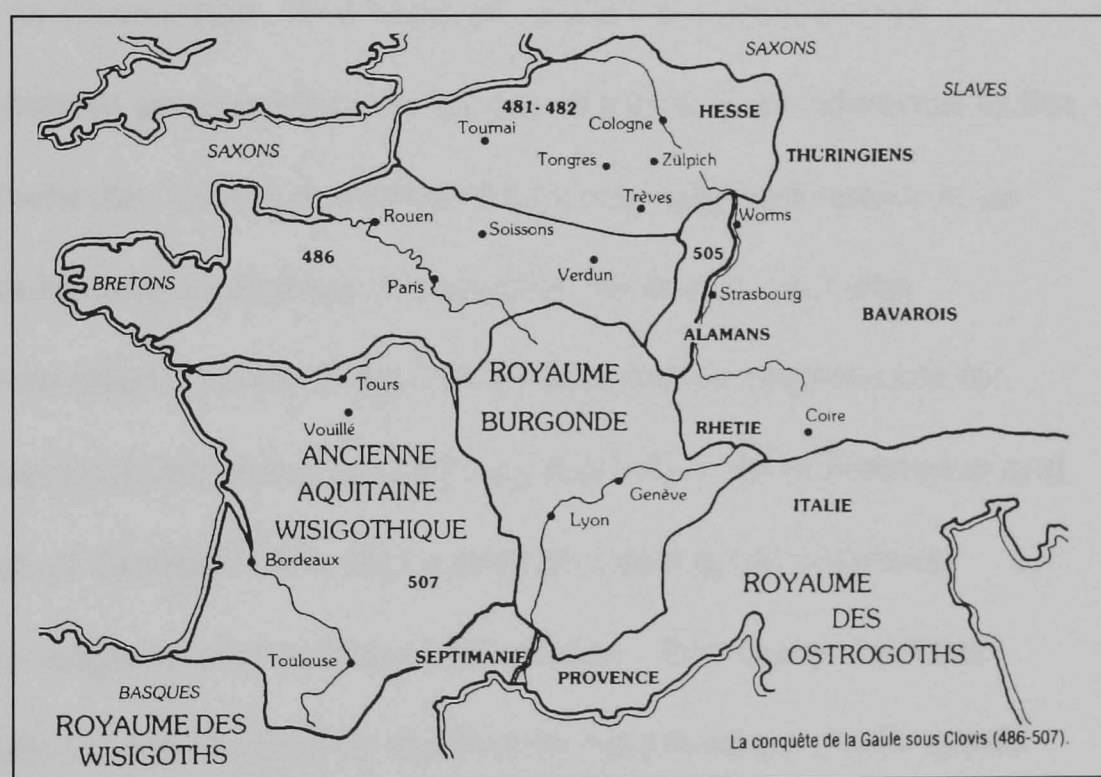 SAXONS
SLAVES
481-482
Tournai
Cologne
HESSE
SAXONS
Tongres
Zülpich
THURINGIENS
Trèves
Rouen
Soissons
Worms
486
505
BRETONS
Paris
Verdun
Strasbourg
BAVAROIS
ALAMANS
Tours
ROYAUME
BURGONDE
Vouillé
RHETIE
Coire
ANCIENNE
AQUITAINE
WISIGOTHIQUE
Genève
ITALIE
Lyon
Bordeaux
507
ROYAUME
DES
OSTROGOTHS
Toulouse
SEPTIMANIE
PROVENCE
BASQUES
ROYAUME DES
WISIGOTHS
La conquête de la Gaule sous Clovis (486-507).